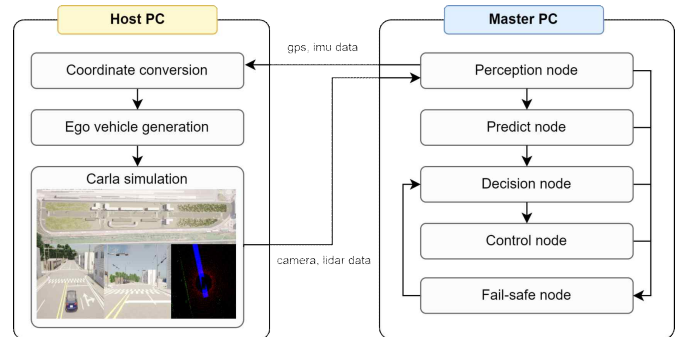 Host PC
Master PC
gps, imu data
Coordinate conversion
Perception node
Ego vehicle generation
Predict node
Carla simulation
Decision node
Control node
camera, lidar data
Fail-safe node